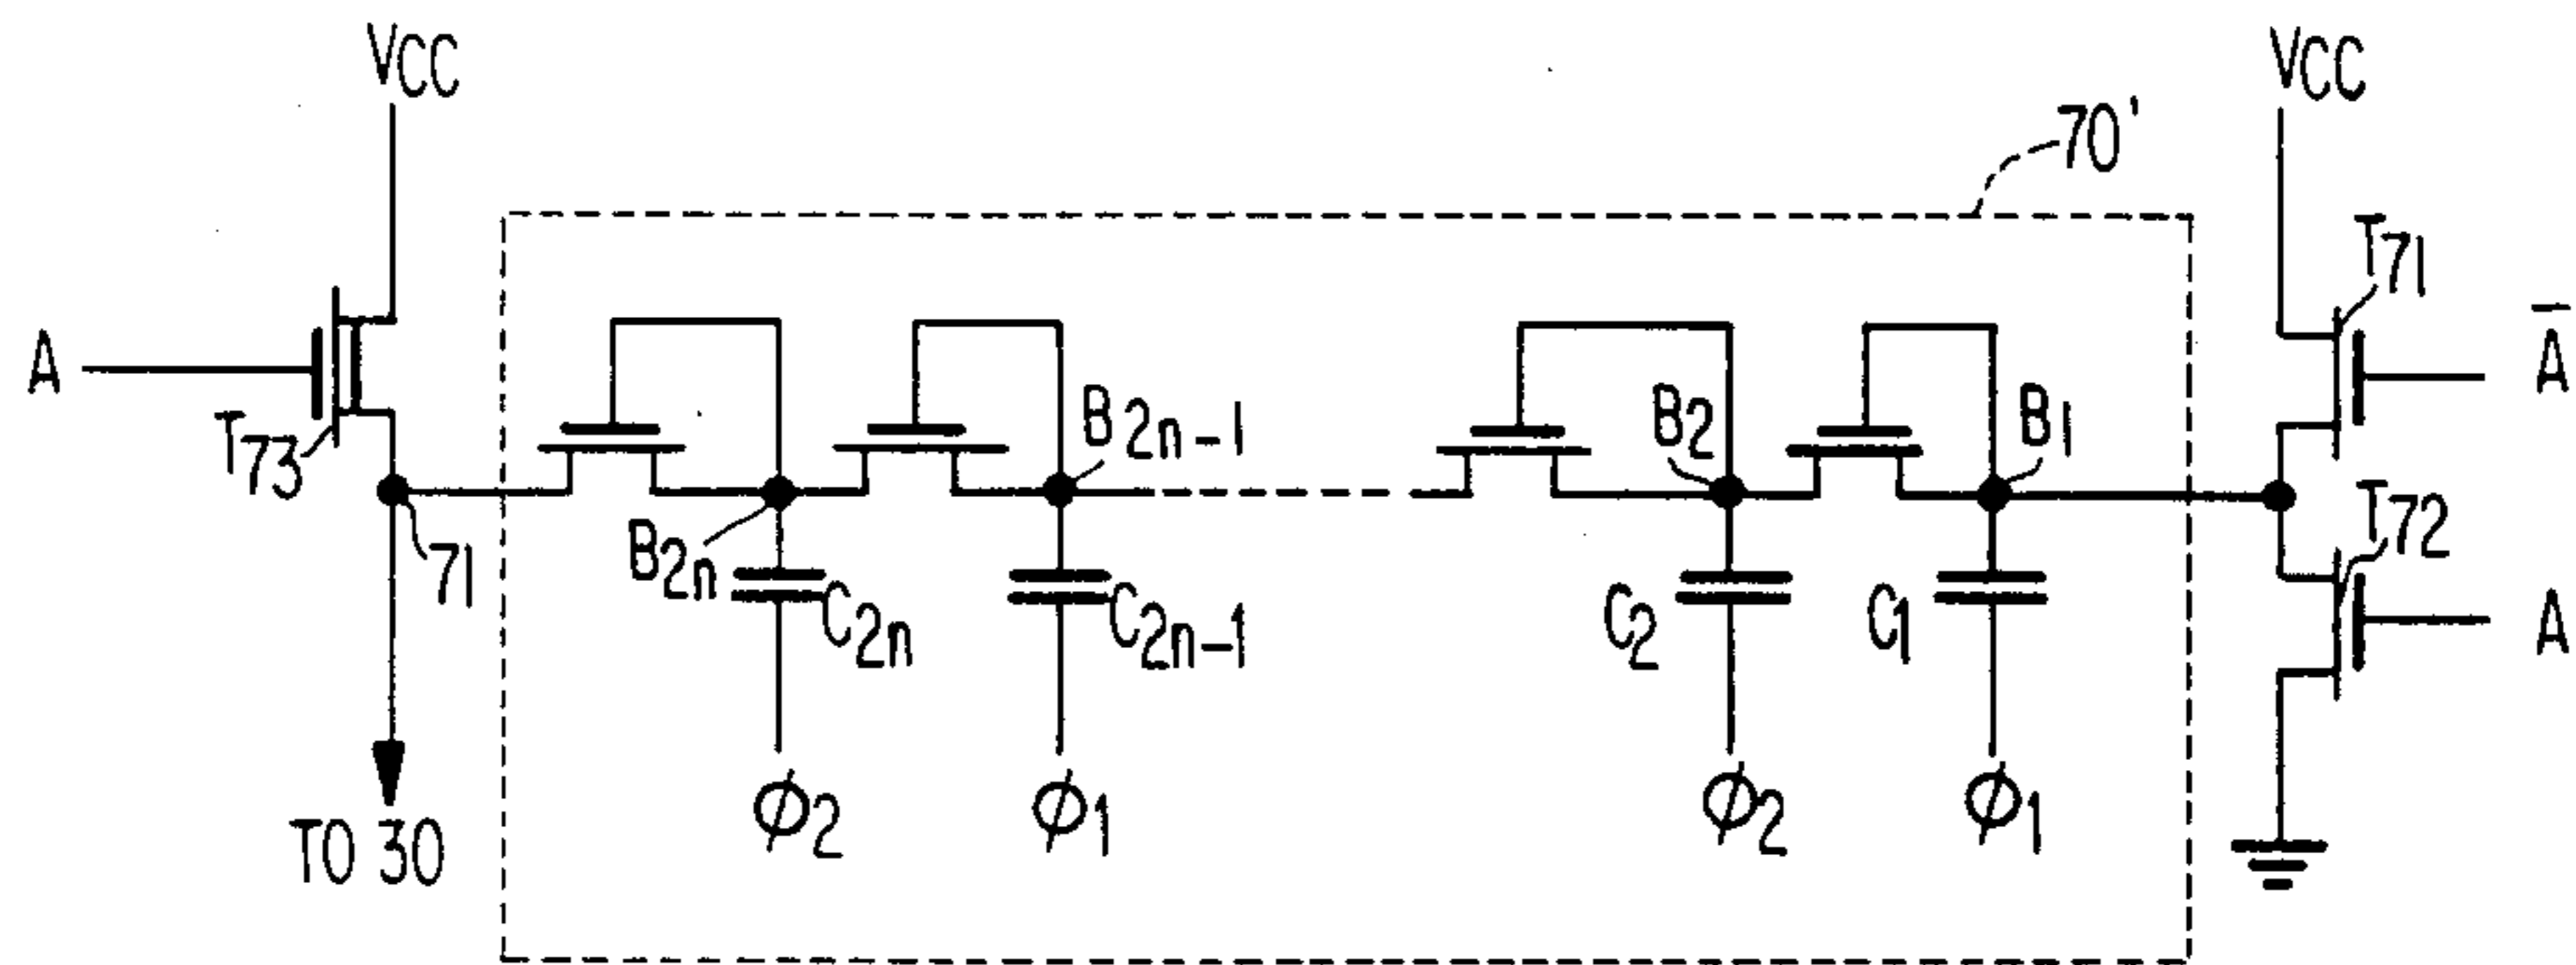 VCC
VCC
70'
T71
A
Ā
T73
B2n-1
B2
B1
71
B2n
T72
C2n
C2n-1
C2
C1
A
ϕ2
ϕ1
ϕ2
ϕ1
TO 30